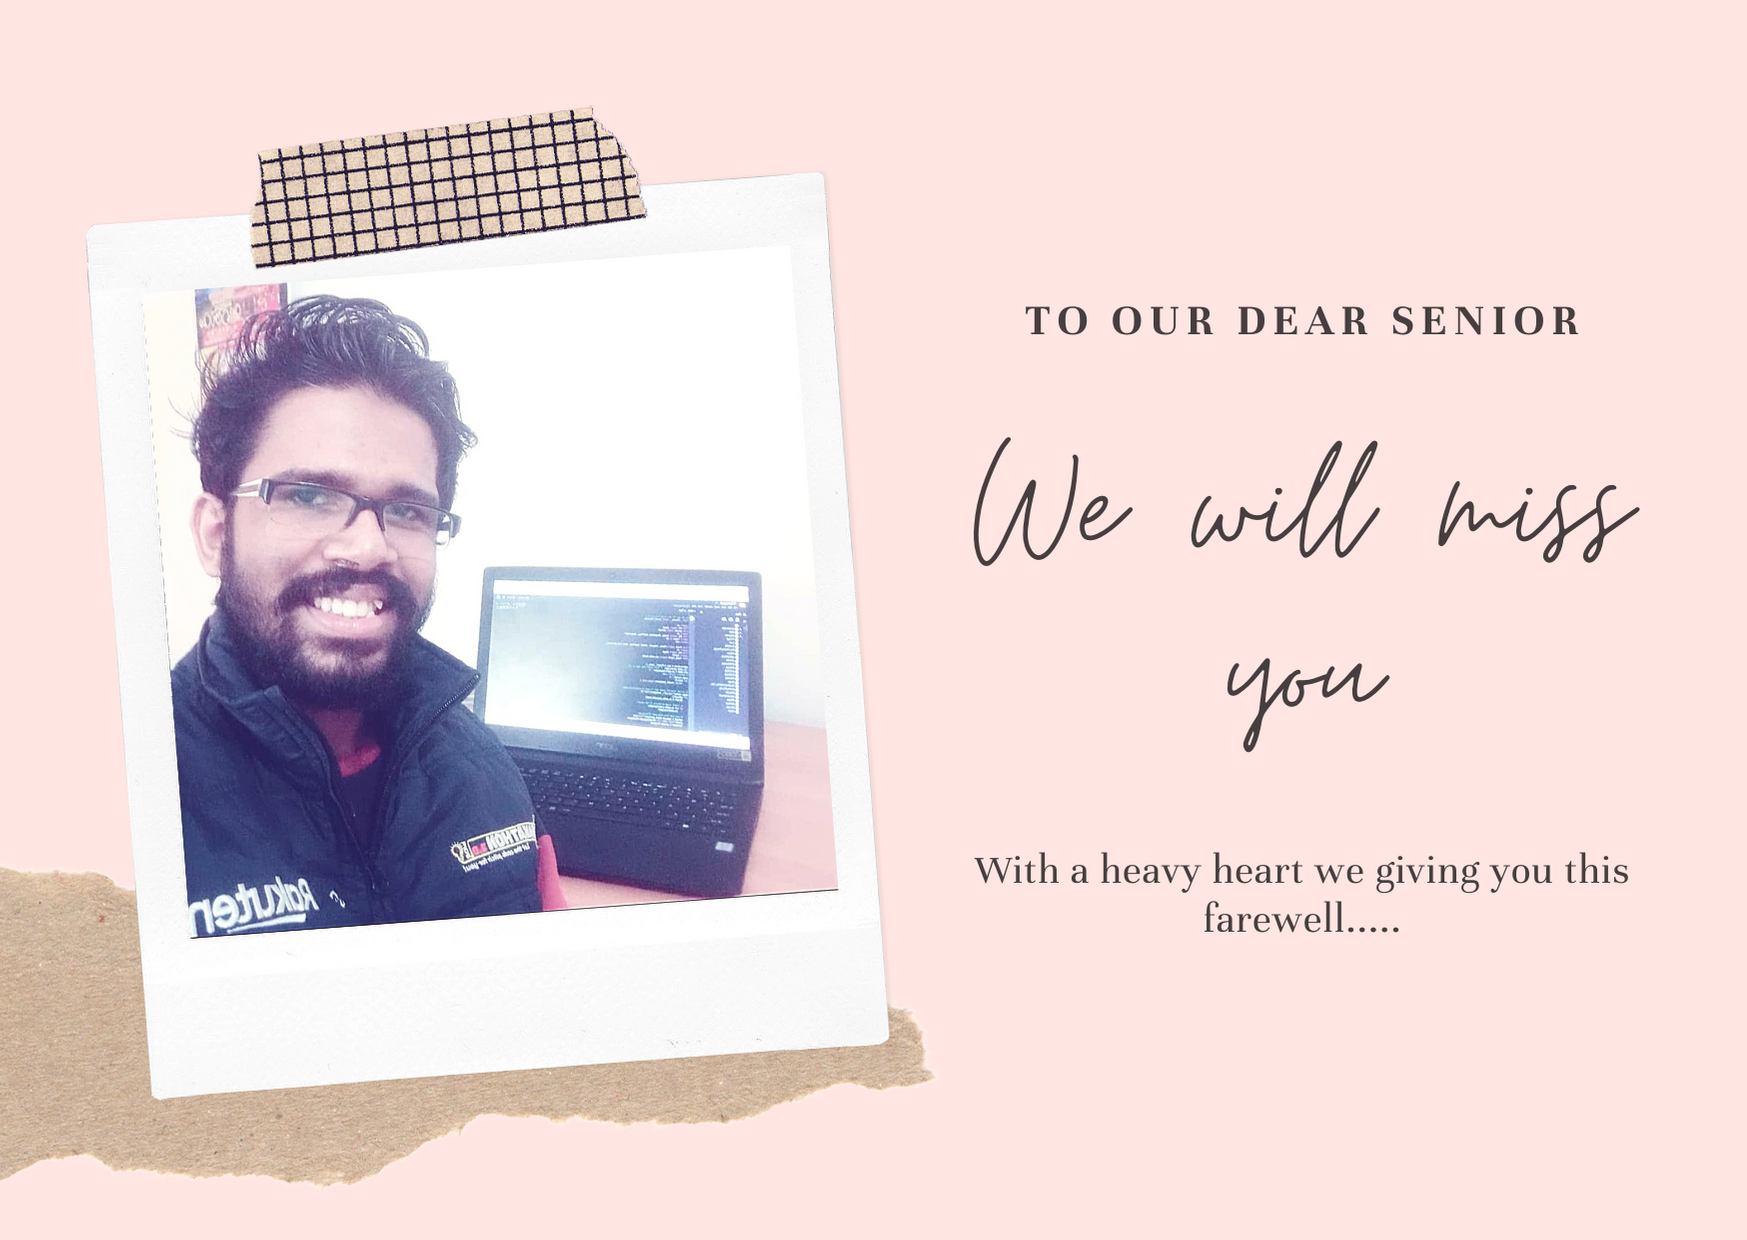 TO OUR DEAR SENIOR
We will miss
you
With a heavy heart we giving you this
farewell.....
Rakuten